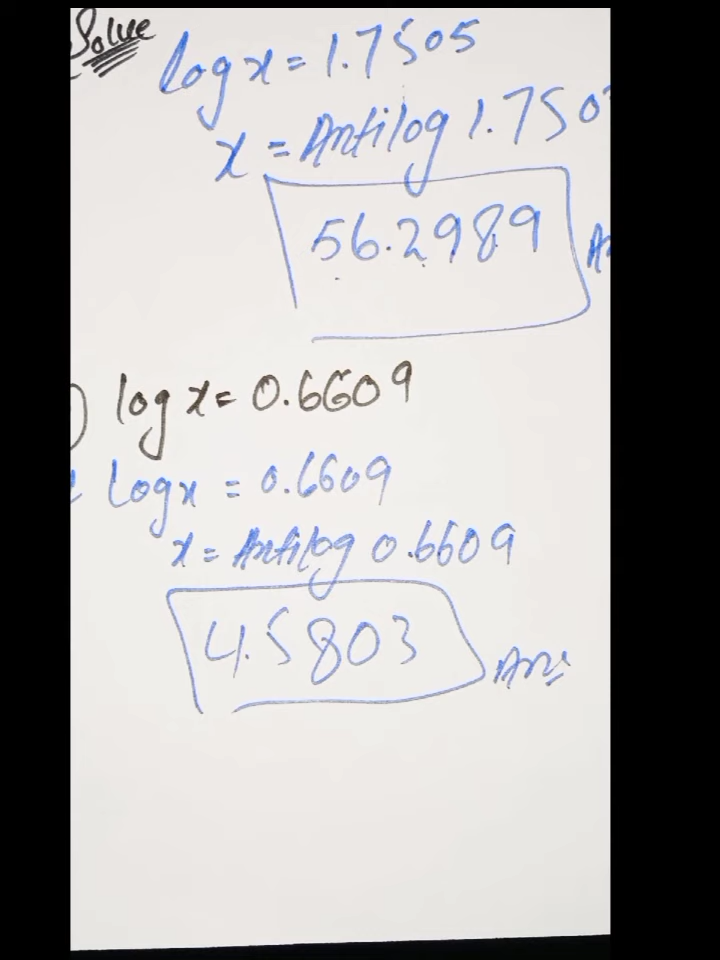 Solve
log x = 1.7505
x = Antilog 1.750
56.2989
log x = 0.6609
log x = 0.6609
x = Antilog 0.6609
4.5803 Ans